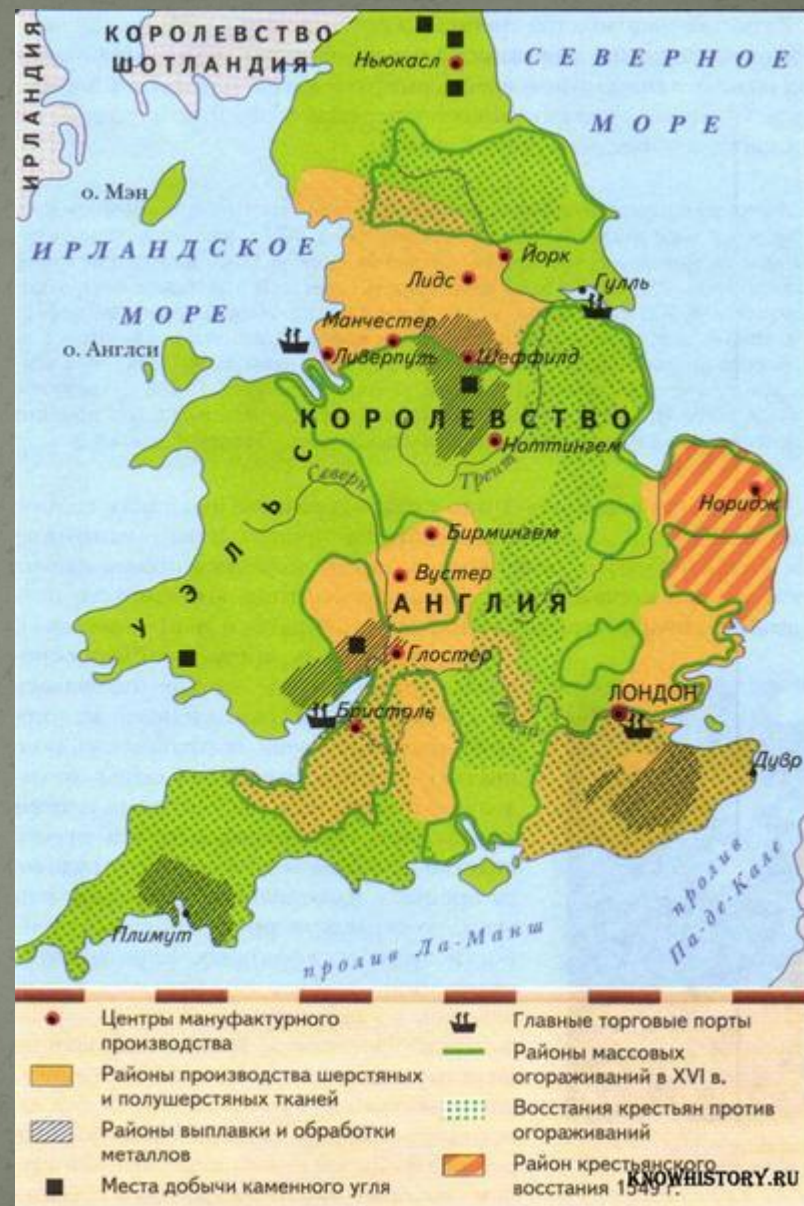 КОРОЛЕВСТВО
ШОТЛАНДИЯ
ИРЛАНДИЯ
Ньюкасл
СЕВЕРНОЕ
МОРЕ
о. Мэн
ИРЛАНДСКОЕ
МОРЕ
Йорк
Лидс
Гулль
Манчестер
о. Англси
Ливерпуль
Шеффилд
КОРОЛЕВСТВО
Ноттингем
Северн
Трент
УЭЛЬС
Норидж
Бирмингем
Вустер
АНГЛИЯ
Глостер
ЛОНДОН
Бристоль
Дувр
Плимут
пролив Ла-Манш
пролив
Па-де-Кале
Центры мануфактурного
производства
Районы производства шерстяных
и полушерстяных тканей
Районы выплавки и обработки
металлов
Места добычи каменного угля
Главные торговые порты
Районы массовых
огораживаний в XVI в.
Восстания крестьян против
огораживаний
Район крестьянского
восстания 1549 г.
KNOWHISTORY.RU